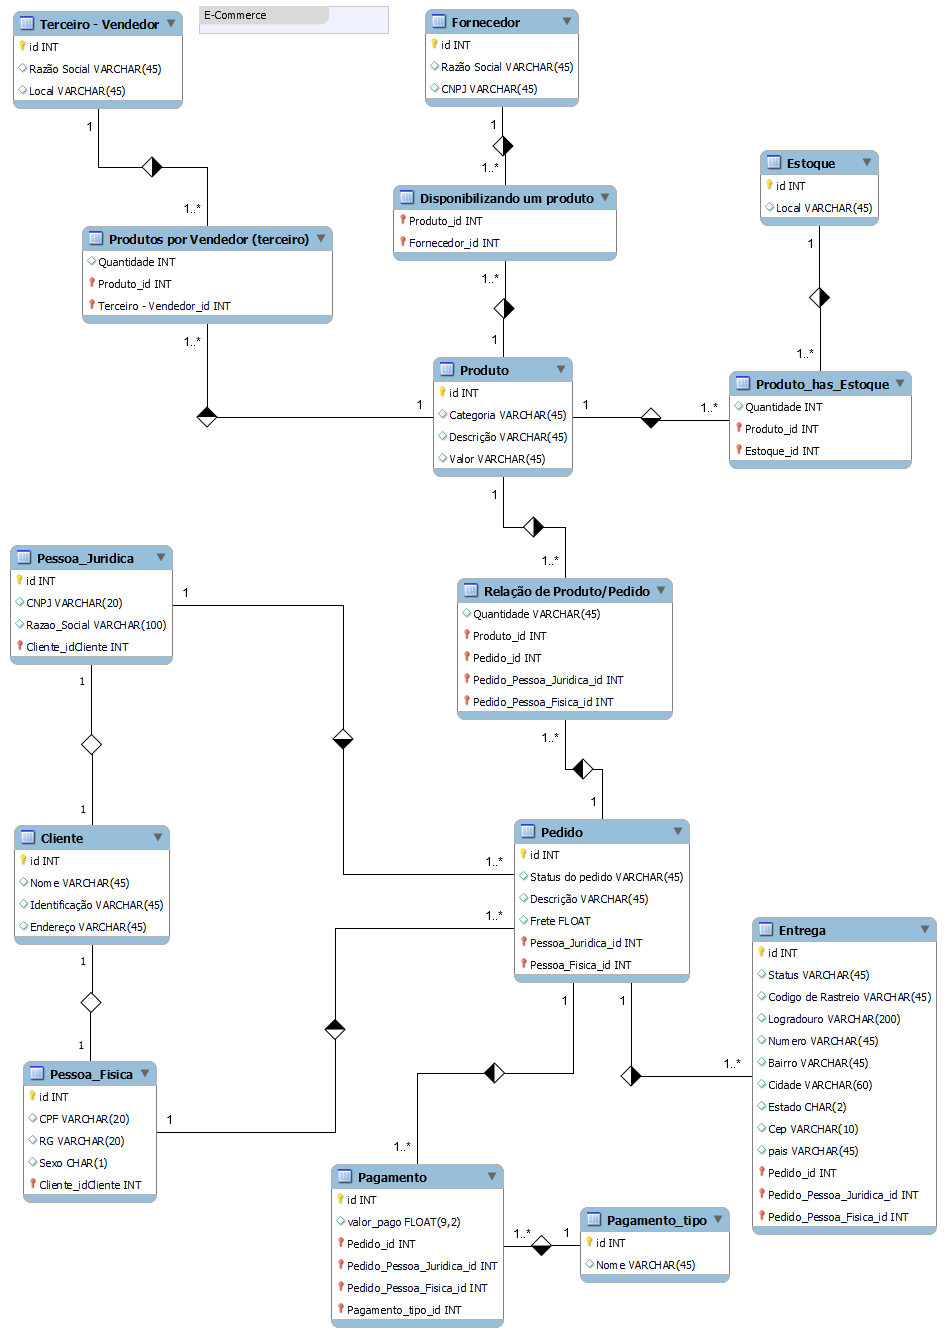 E-Commerce
Terceiro - Vendedor
id INT
Razão Social VARCHAR(45)
Local VARCHAR(45)
1
1..*
Produtos por Vendedor (terceiro)
Quantidade INT
Produto_id INT
Terceiro - Vendedor_id INT
1..*
1
Fornecedor
id INT
Razão Social VARCHAR(45)
CNPJ VARCHAR(45)
1
1..*
Disponibilizando um produto
Produto_id INT
Fornecedor_id INT
1..*
1
Estoque
id INT
Local VARCHAR(45)
1
1..*
Produto
id INT
Categoria VARCHAR(45)
Descrição VARCHAR(45)
Valor VARCHAR(45)
1
1..*
Produto_has_Estoque
Quantidade INT
Produto_id INT
Estoque_id INT
1
1..*
Relação de Produto/Pedido
Quantidade VARCHAR(45)
Produto_id INT
Pedido_id INT
Pedido_Pessoa_Juridica_id INT
Pedido_Pessoa_Fisica_id INT
1..*
1
Pessoa_Juridica
id INT
CNPJ VARCHAR(20)
Razao_Social VARCHAR(100)
Cliente_idCliente INT
1
1..*
1
1
Cliente
id INT
Nome VARCHAR(45)
Identificação VARCHAR(45)
Endereço VARCHAR(45)
1
1
Pessoa_Fisica
id INT
CPF VARCHAR(20)
RG VARCHAR(20)
Sexo CHAR(1)
Cliente_idCliente INT
1
1..*
Pedido
id INT
Status do pedido VARCHAR(45)
Descrição VARCHAR(45)
Frete FLOAT
Pessoa_Juridica_id INT
Pessoa_Fisica_id INT
1
1..*
1
1..*
Entrega
id INT
Status VARCHAR(45)
Codigo de Rastreio VARCHAR(45)
Logradouro VARCHAR(200)
Numero VARCHAR(45)
Bairro VARCHAR(45)
Cidade VARCHAR(60)
Estado CHAR(2)
Cep VARCHAR(10)
pais VARCHAR(45)
Pedido_id INT
Pedido_Pessoa_Juridica_id INT
Pedido_Pessoa_Fisica_id INT
Pagamento
id INT
valor_pago FLOAT(9,2)
Pedido_id INT
Pedido_Pessoa_Juridica_id INT
Pedido_Pessoa_Fisica_id INT
Pagamento_tipo_id INT
1..*
1
Pagamento_tipo
id INT
Nome VARCHAR(45)